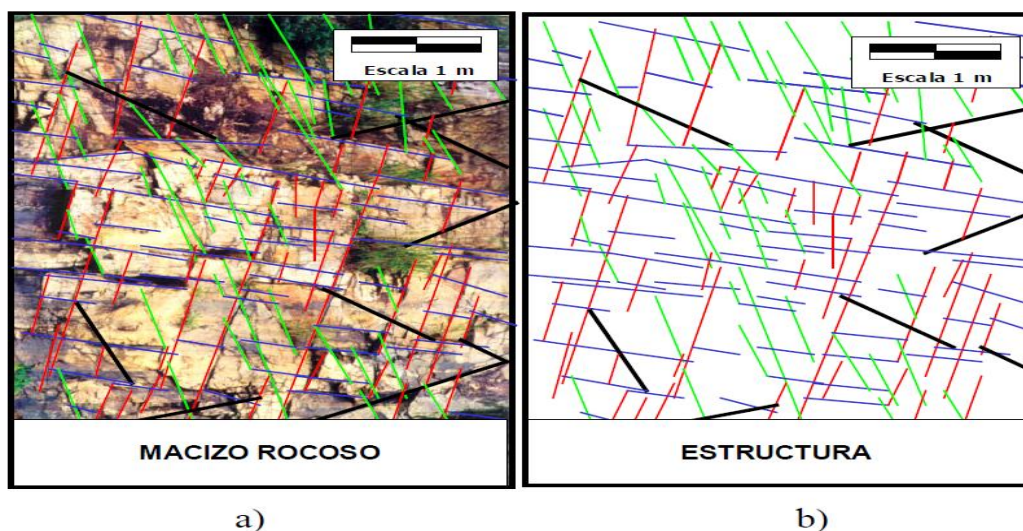 Escala 1 m
Escala 1 m
MACIZO ROCOSO
ESTRUCTURA
a)
b)